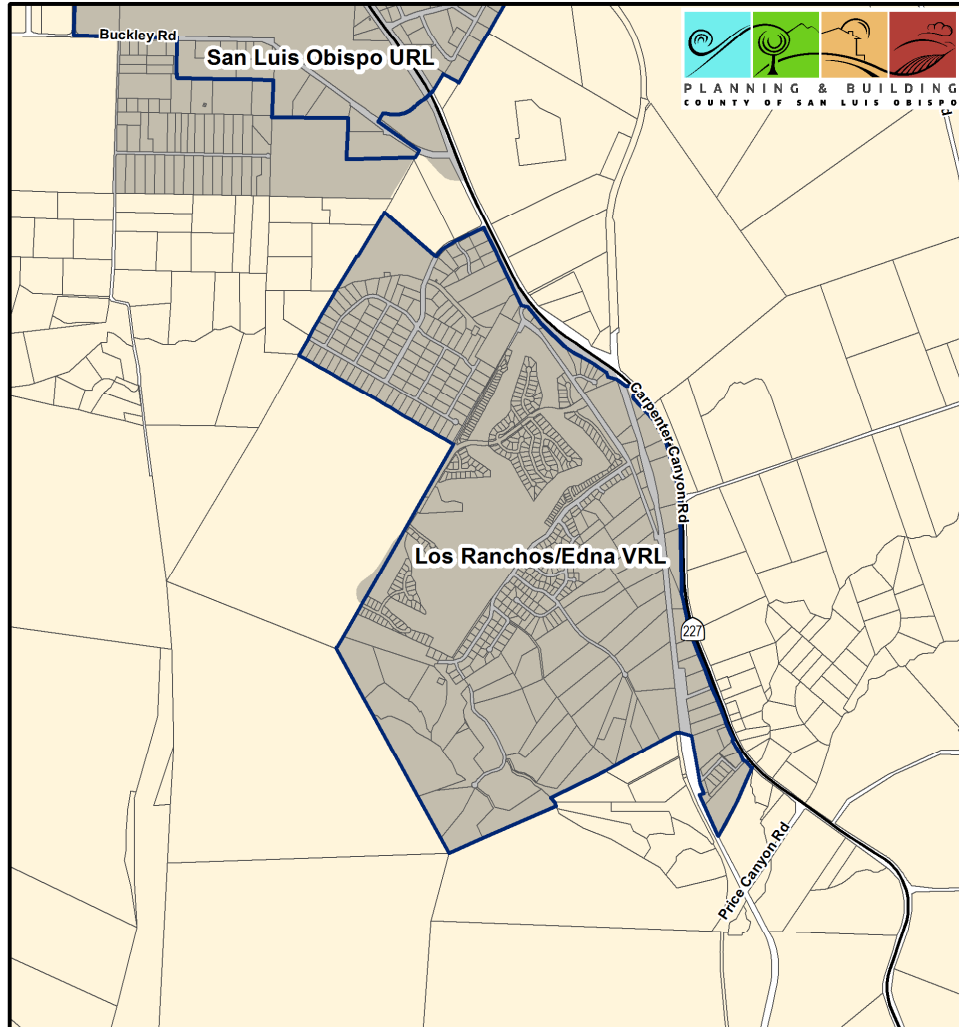 Buckley Rd
San Luis Obispo URL
PLANNING & BUILDING
COUNTY OF SAN LUIS OBISPO
Carpenter Canyon Rd
Los Ranchos/Edna VRL
227
Price Canyon Rd